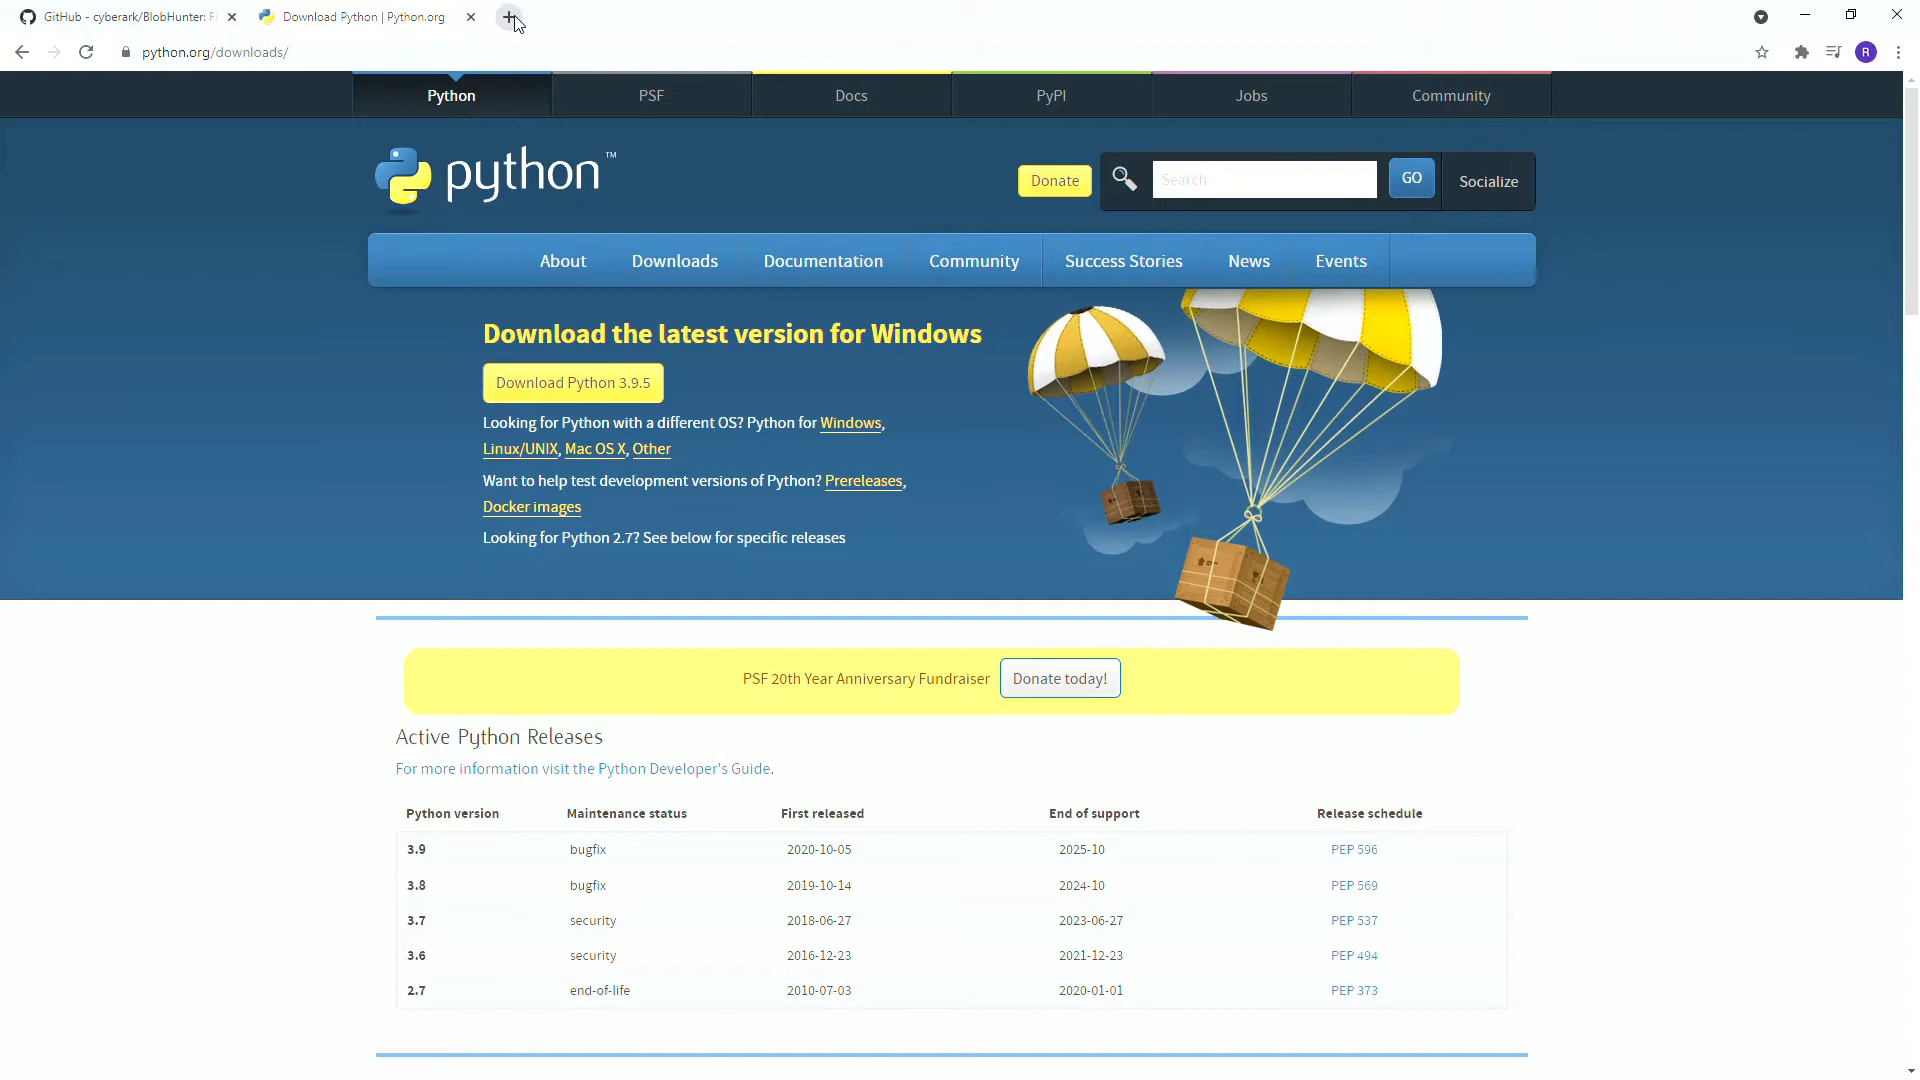 GitHub - cyberark/BlobHunter: F
Download Python | Python.org
python.org/downloads/
R
Python
PSF
Docs
PyPI
Jobs
Community
python™
Donate
Search
GO
Socialize
About
Downloads
Documentation
Community
Success Stories
News
Events
Download the latest version for Windows
Download Python 3.9.5
Looking for Python with a different OS? Python for Windows,
Linux/UNIX, Mac OS X, Other
Want to help test development versions of Python? Prereleases,
Docker images
Looking for Python 2.7? See below for specific releases
PSF 20th Year Anniversary Fundraiser Donate today!
Active Python Releases
For more information visit the Python Developer's Guide.
Python version Maintenance status First released End of support Release schedule
3.9 bugfix 2020-10-05 2025-10 PEP 596
3.8 bugfix 2019-10-14 2024-10 PEP 569
3.7 security 2018-06-27 2023-06-27 PEP 537
3.6 security 2016-12-23 2021-12-23 PEP 494
2.7 end-of-life 2010-07-03 2020-01-01 PEP 373